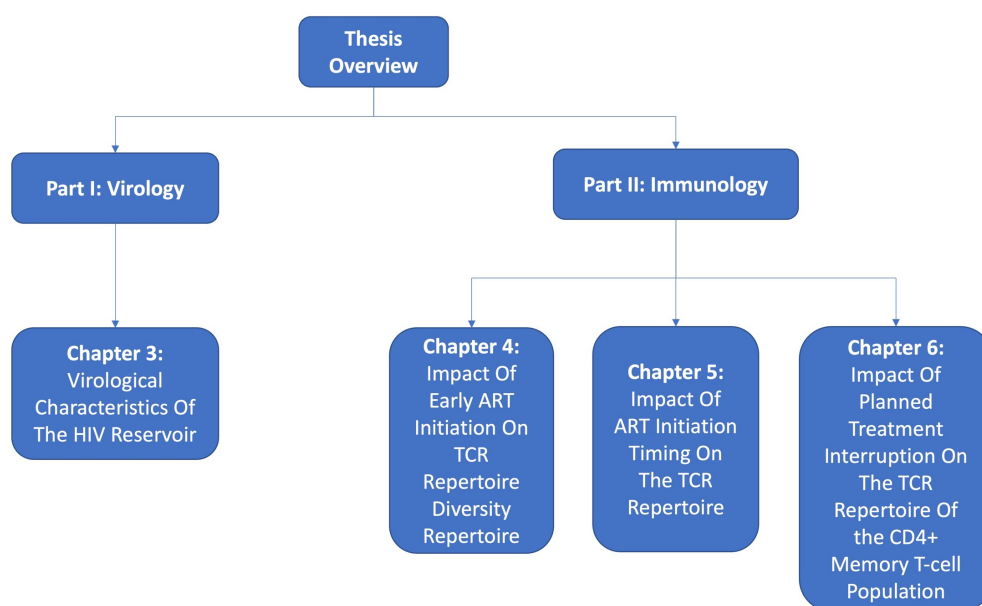 Thesis
Overview
Part I: Virology
Part II: Immunology
Chapter 3:
Virological
Characteristics Of
The HIV Reservoir
Chapter 4:
Impact Of
Early ART
Initiation On
TCR
Repertoire
Diversity
Repertoire
Chapter 5:
Impact Of
ART Initiation
Timing On
The TCR
Repertoire
Chapter 6:
Impact Of
Planned
Treatment
Interruption On
The TCR
Repertoire Of
the CD4+
Memory T-cell
Population